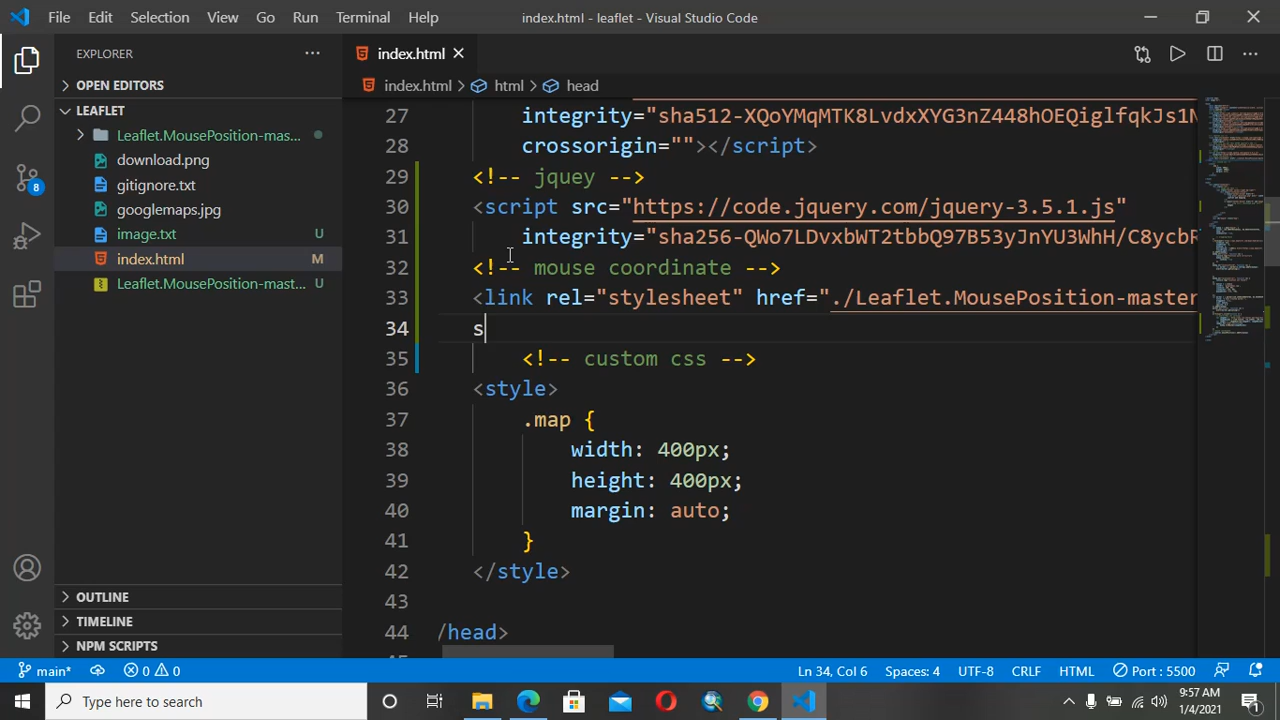 File Edit Selection View Go Run Terminal Help index.html - leaflet - Visual Studio Code
EXPLORER
OPEN EDITORS
LEAFLET
Leaflet.MousePosition-mas...
download.png
gitignore.txt
googlemaps.jpg
image.txt U
index.html M
Leaflet.MousePosition-mast... U
8
OUTLINE
TIMELINE
NPM SCRIPTS
index.html
index.html > html > head
27 integrity="sha512-XQoYMqMTK8LvdxXYG3nZ448hOEQiglfqkJs1N
28 crossorigin=""></script>
29 <!-- jquey -->
30 <script src="https://code.jquery.com/jquery-3.5.1.js"
31 integrity="sha256-QWo7LDvxbWT2tbbQ97B53yJnYU3WhH/C8ycbR
32 <!-- mouse coordinate -->
33 <link rel="stylesheet" href="./Leaflet.MousePosition-master
34 s
35 <!-- custom css -->
36 <style>
37 .map {
38 width: 400px;
39 height: 400px;
40 margin: auto;
41 }
42 </style>
43
44 /head>
main* 0 0 Ln 34, Col 6 Spaces: 4 UTF-8 CRLF HTML Port : 5500
Type here to search
9:57 AM
1/4/2021
1